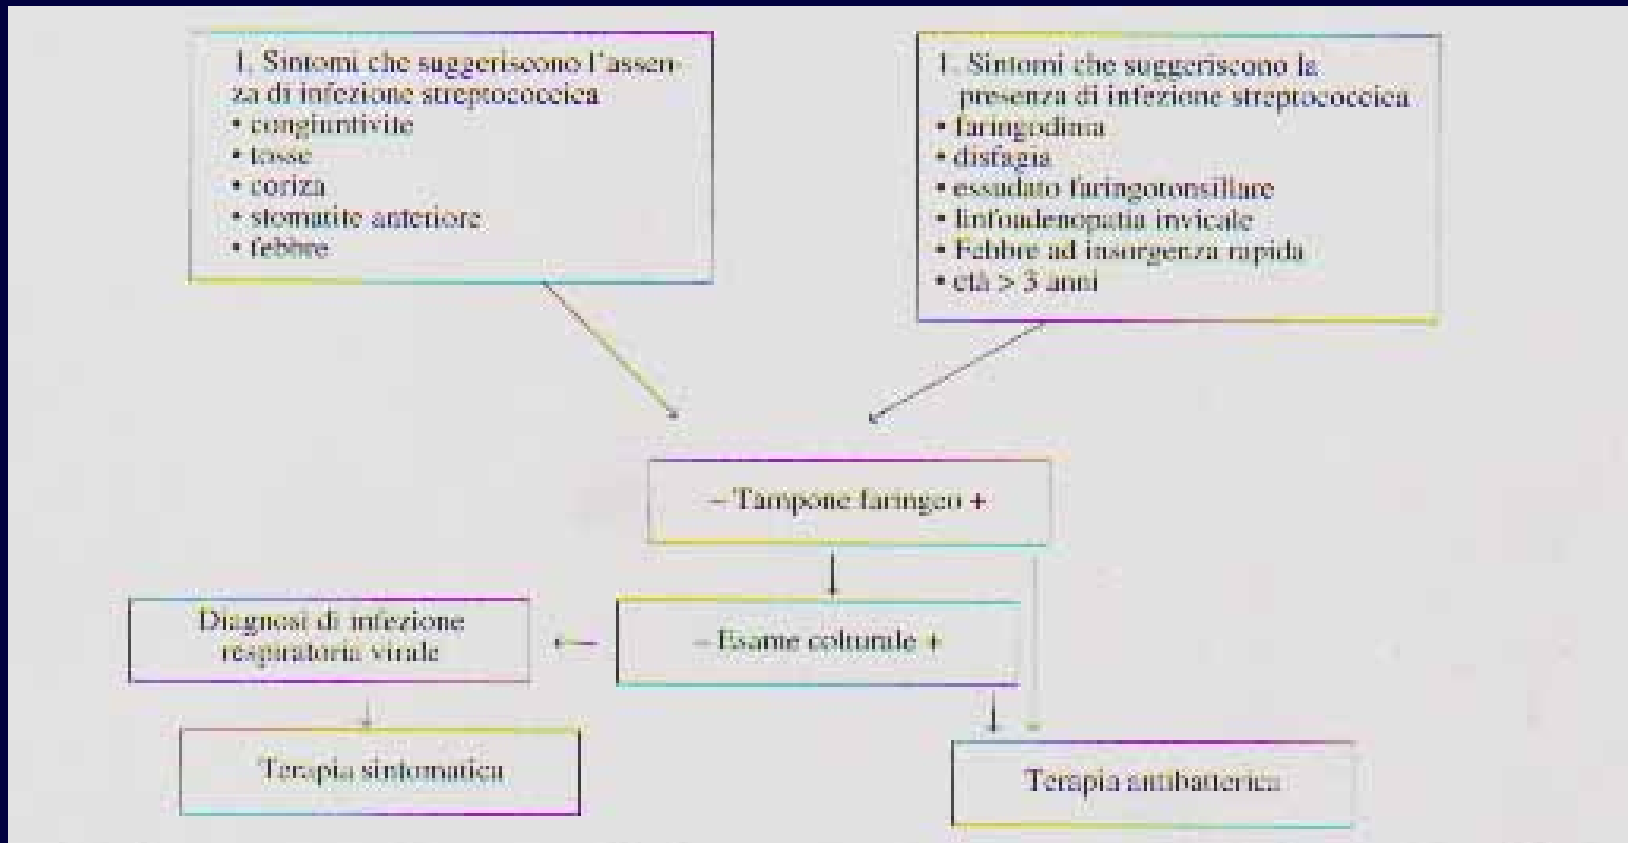 1. Sintomi che suggeriscono l'assen-
za di infezione streptococcica
• congiuntivite
• tosse
• coriza
• stomatite anteriore
• febbre
1. Sintomi che suggeriscono la
presenza di infezione streptococcica
• faringodinia
• disfagia
• essudato faringotonsillare
• linfoadenopatia
• Febbre ad insorgenza rapida
• età > 3 anni
– Tampone faringeo +
– Esame colturale +
Diagnosi di infezione
respiratoria virale
Terapia sintomatica
Terapia antibatterica